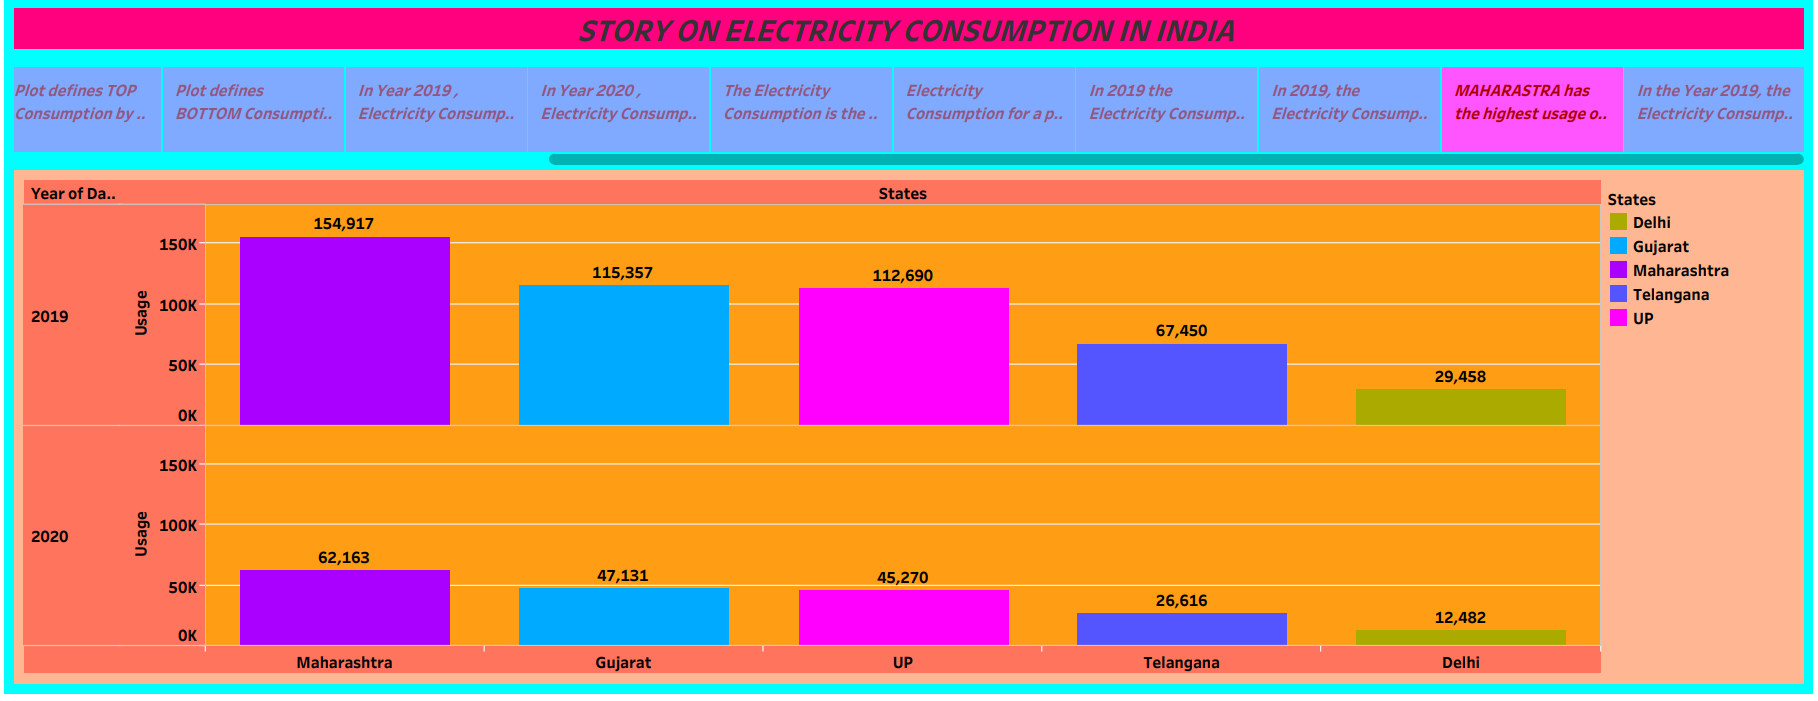 STORY ON ELECTRICITY CONSUMPTION IN INDIA
Plot defines TOP
Consumption by ..
Plot defines
BOTTOM Consumpti..
In Year 2019 ,
Electricity Consump..
In Year 2020 ,
Electricity Consump..
The Electricity
Consumption is the ..
Electricity
Consumption for a p..
In 2019 the
Electricity Consump..
In 2019, the
Electricity Consump..
MAHARASTRA has
the highest usage o..
In the Year 2019, the
Electricity Consump..
Year of Da..
States
2019
Usage
150K
100K
50K
0K
154,917
115,357
112,690
67,450
29,458
2020
Usage
150K
100K
50K
0K
62,163
47,131
45,270
26,616
12,482
Maharashtra
Gujarat
UP
Telangana
Delhi
States
Delhi
Gujarat
Maharashtra
Telangana
UP